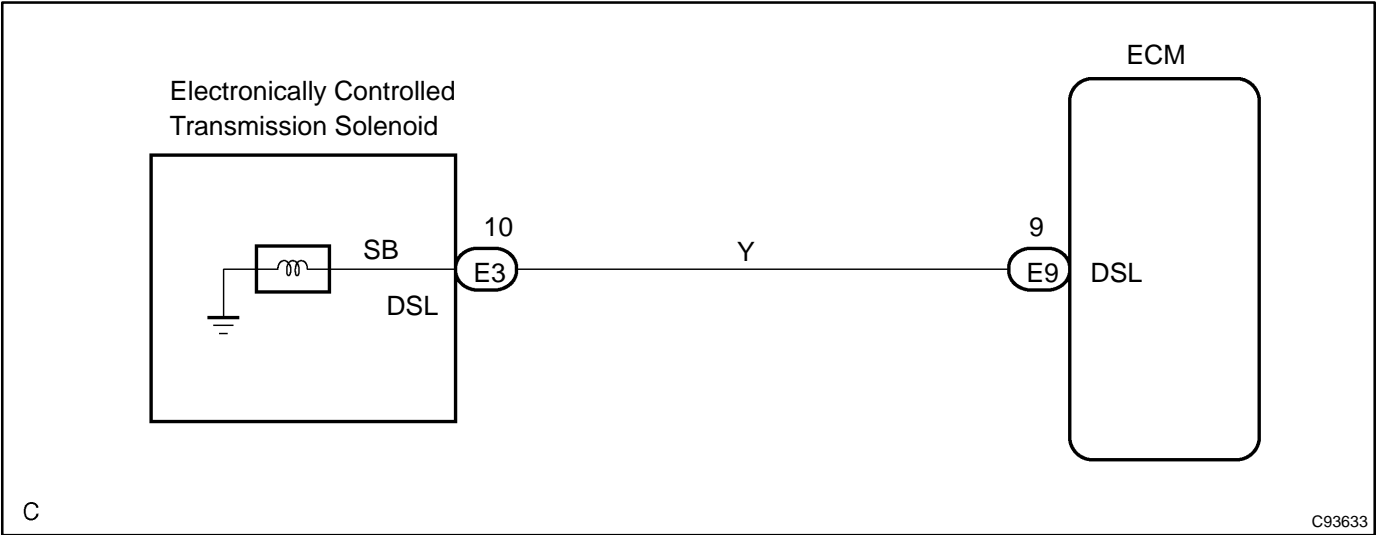 ECM
Electronically Controlled
Transmission Solenoid
10
9
SB
Y
E3
E9
DSL
DSL
C
C93633